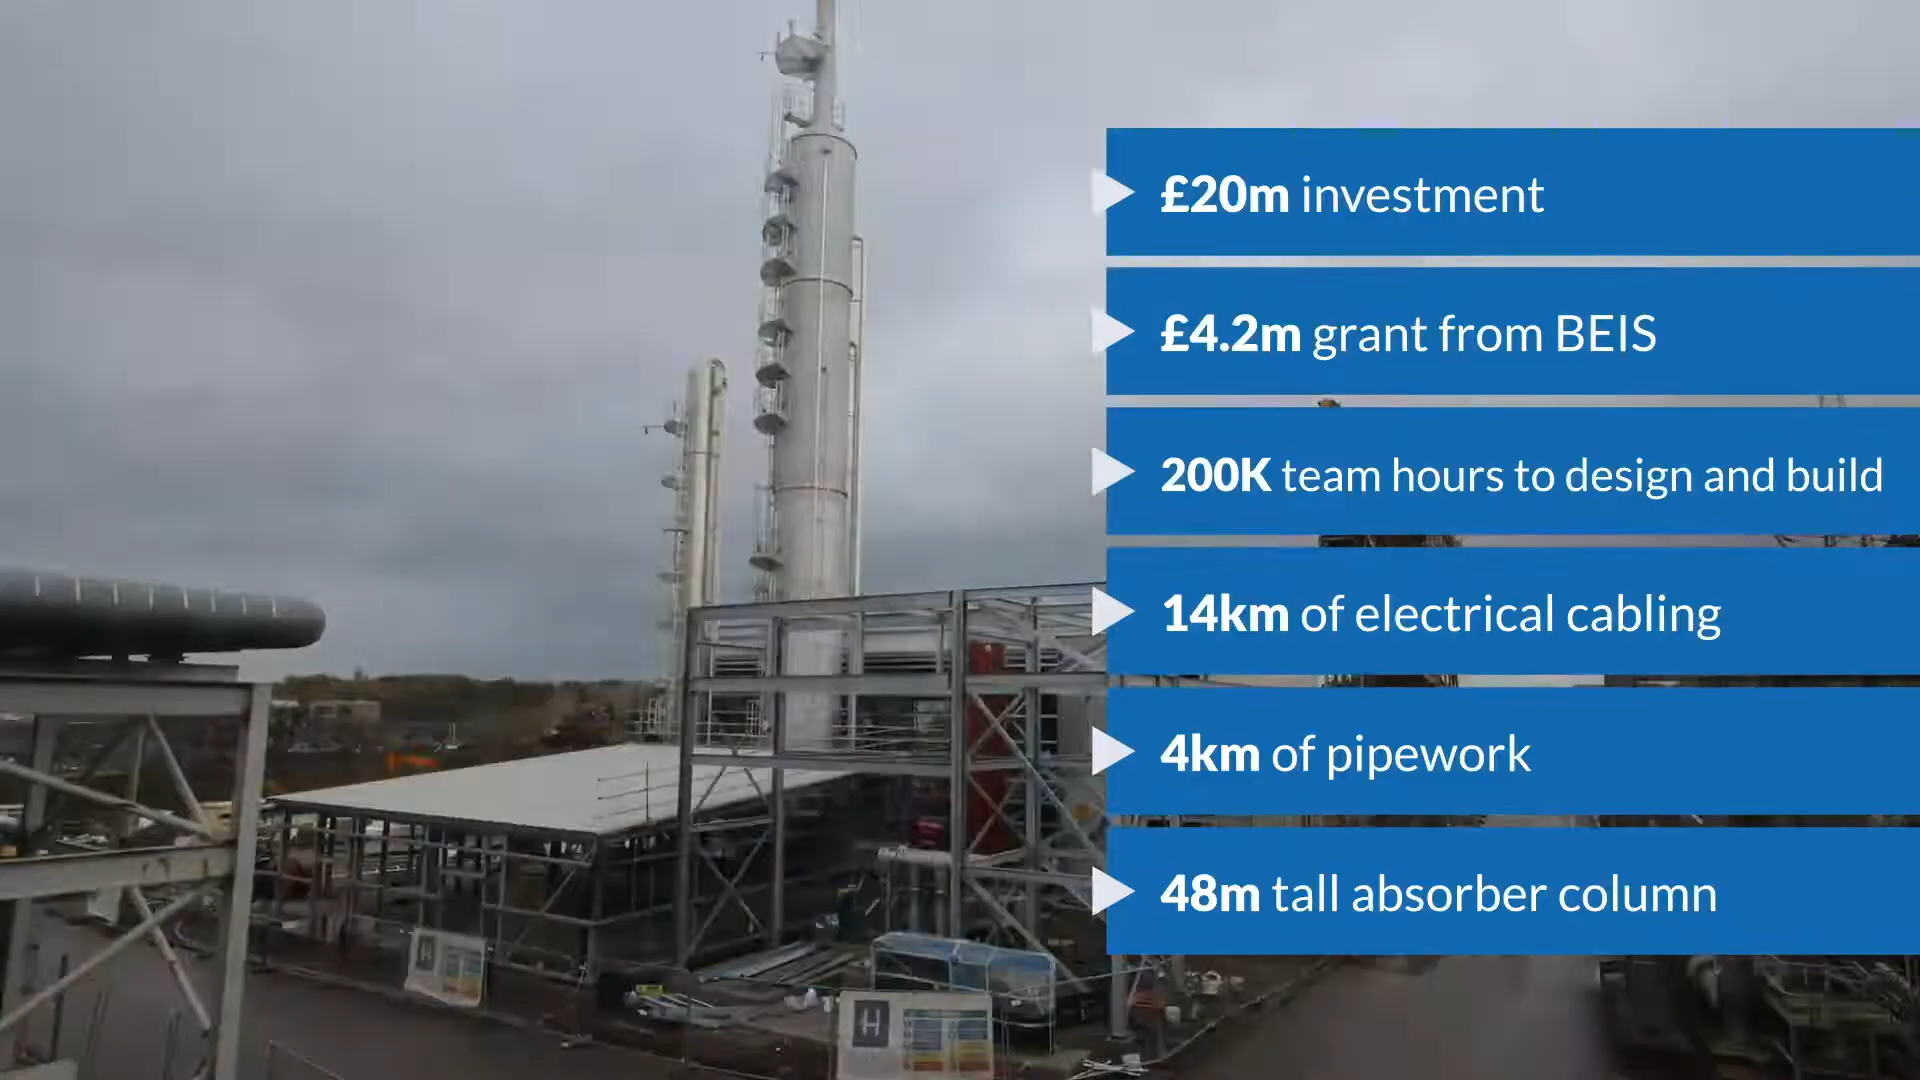 £20m investment
£4.2m grant from BEIS
200K team hours to design and build
14km of electrical cabling
4km of pipework
48m tall absorber column
H
H